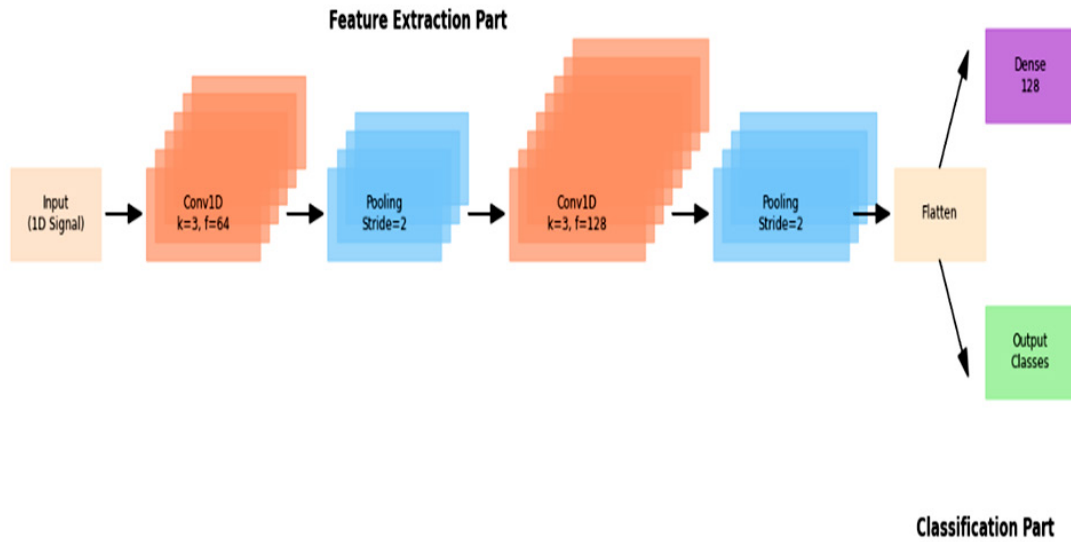 Feature Extraction Part
Input
(1D Signal)
Conv1D
k=3, f=64
Pooling
Stride=2
Conv1D
k=3, f=128
Pooling
Stride=2
Flatten
Dense
128
Output
Classes
Classification Part